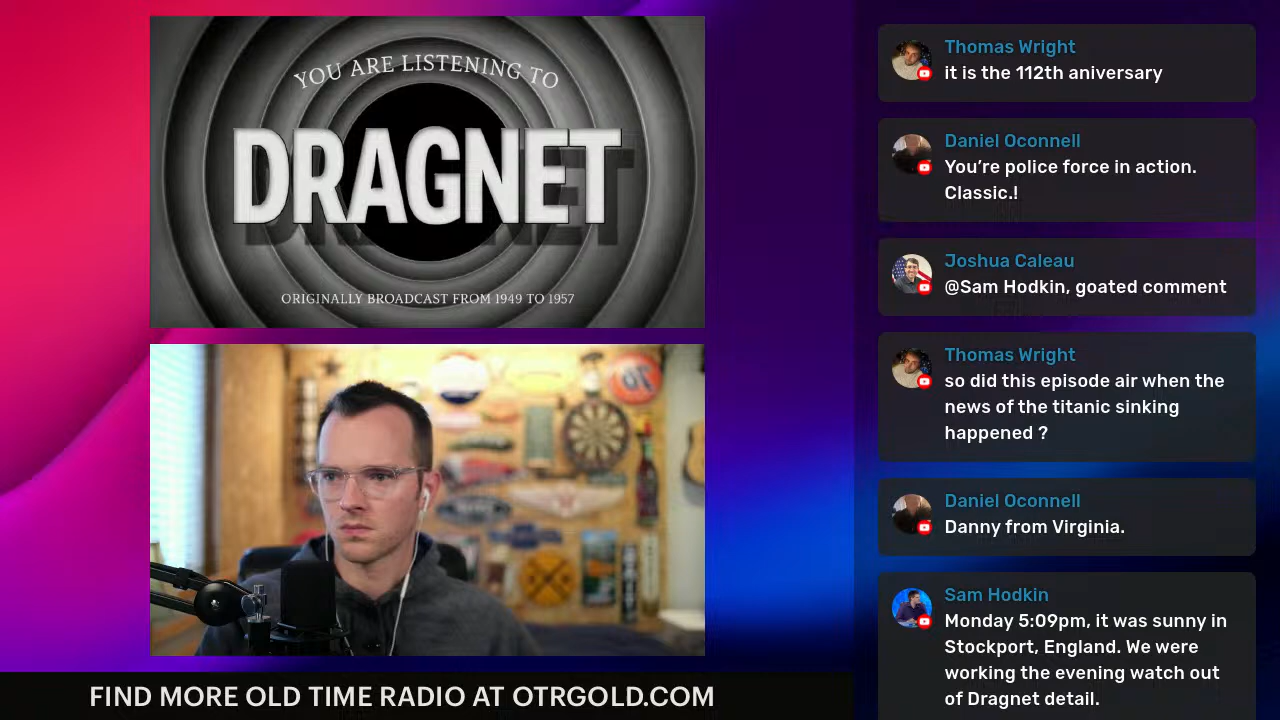 YOU ARE LISTENING TO
DRAGNET
ORIGINALLY BROADCAST FROM 1949 TO 1957
FIND MORE OLD TIME RADIO AT OTRGOLD.COM
Thomas Wright
it is the 112th aniversary
Daniel Oconnell
You’re police force in action.
Classic.!
Joshua Caleau
@Sam Hodkin, goated comment
Thomas Wright
so did this episode air when the
news of the titanic sinking
happened ?
Daniel Oconnell
Danny from Virginia.
Sam Hodkin
Monday 5:09pm, it was sunny in
Stockport, England. We were
working the evening watch out
of Dragnet detail.